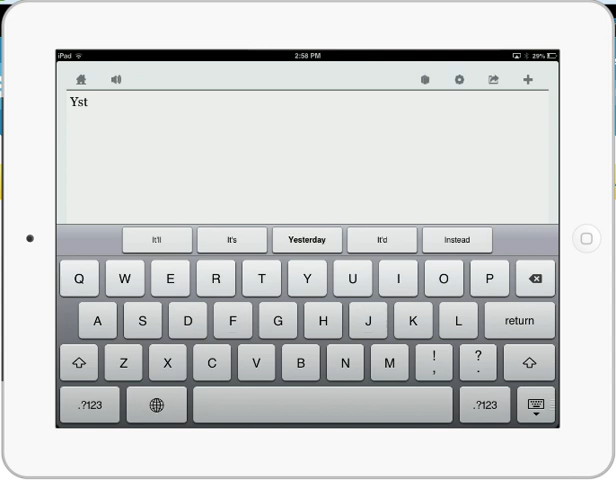 iPad 2:58 PM 29%
Yst
It'll It's Yesterday It'd Instead
Q W E R T Y U I O P
A S D F G H J K L return
Z X C V B N M ! , ? .
.?123 .?123